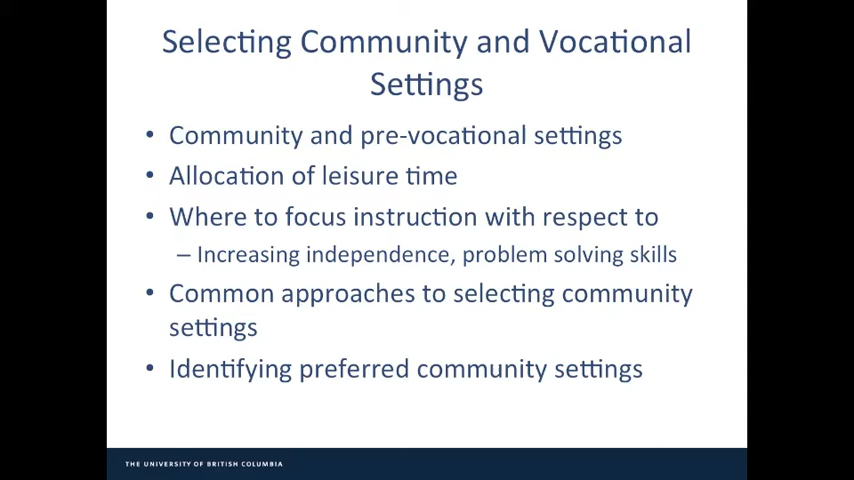 Selecting Community and Vocational
Settings
• Community and pre-vocational settings
• Allocation of leisure time
• Where to focus instruction with respect to
– Increasing independence, problem solving skills
• Common approaches to selecting community
settings
• Identifying preferred community settings
THE UNIVERSITY OF BRITISH COLUMBIA